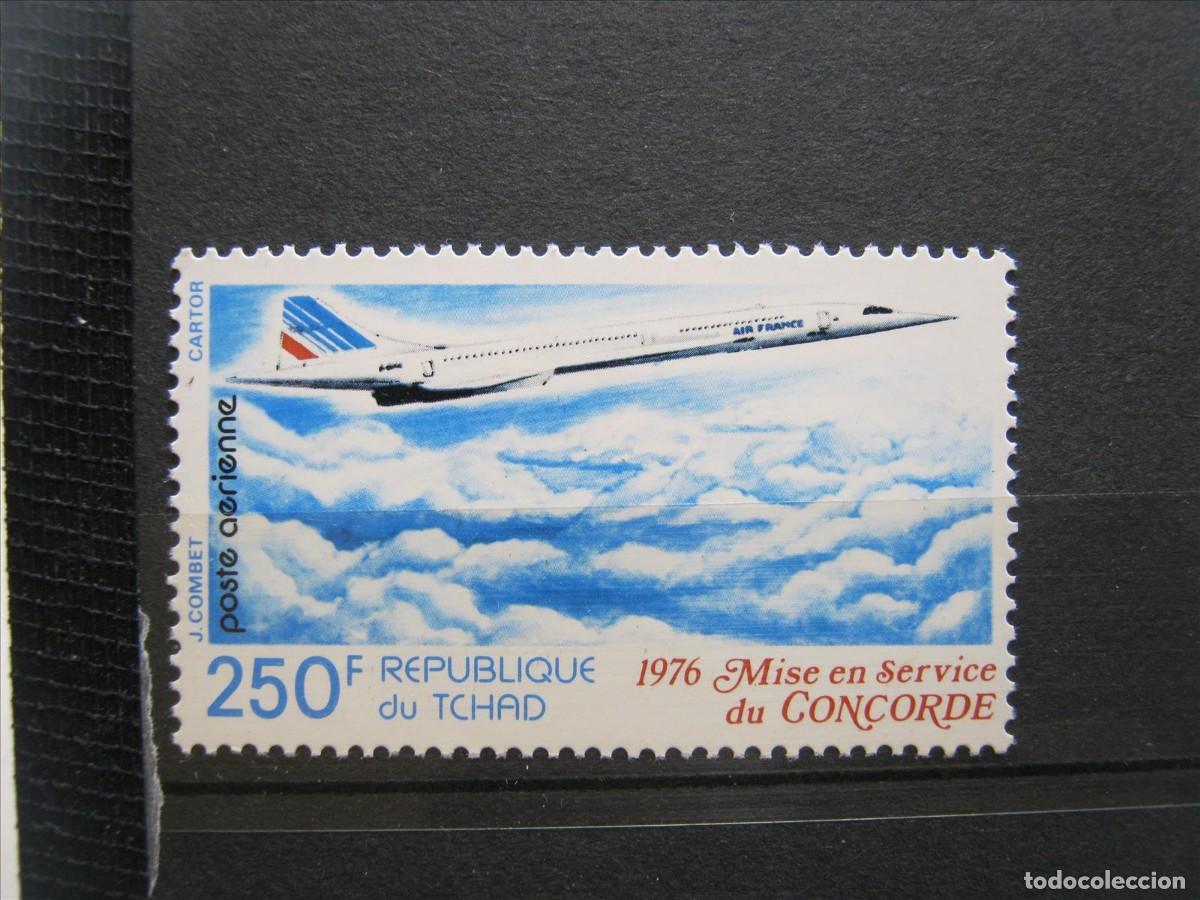 CARTOR
J. COMBET
poste aerienne
AIR FRANCE
250F REPUBLIQUE
du TCHAD
1976 Mise en service
du CONCORDE
todocoleccion